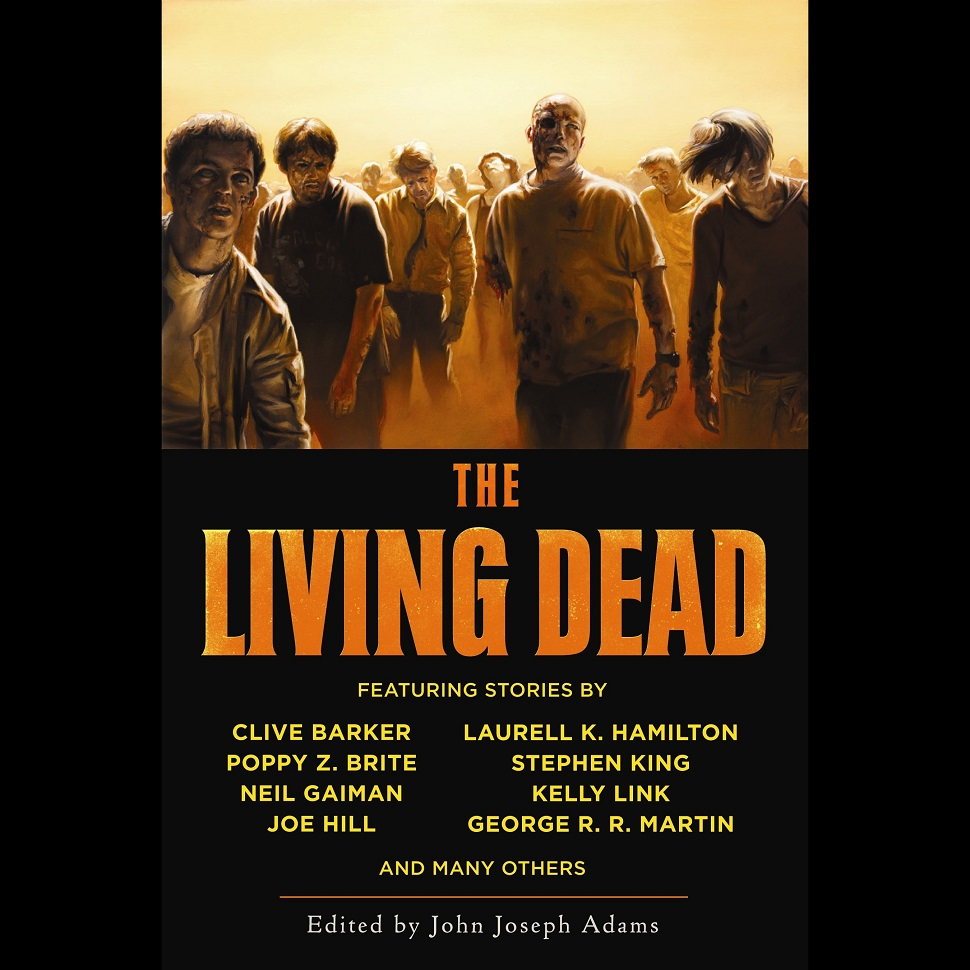 THE
LIVING DEAD
FEATURING STORIES BY
CLIVE BARKER
POPPY Z. BRITE
NEIL GAIMAN
JOE HILL
LAURELL K. HAMILTON
STEPHEN KING
KELLY LINK
GEORGE R. R. MARTIN
AND MANY OTHERS
Edited by John Joseph Adams